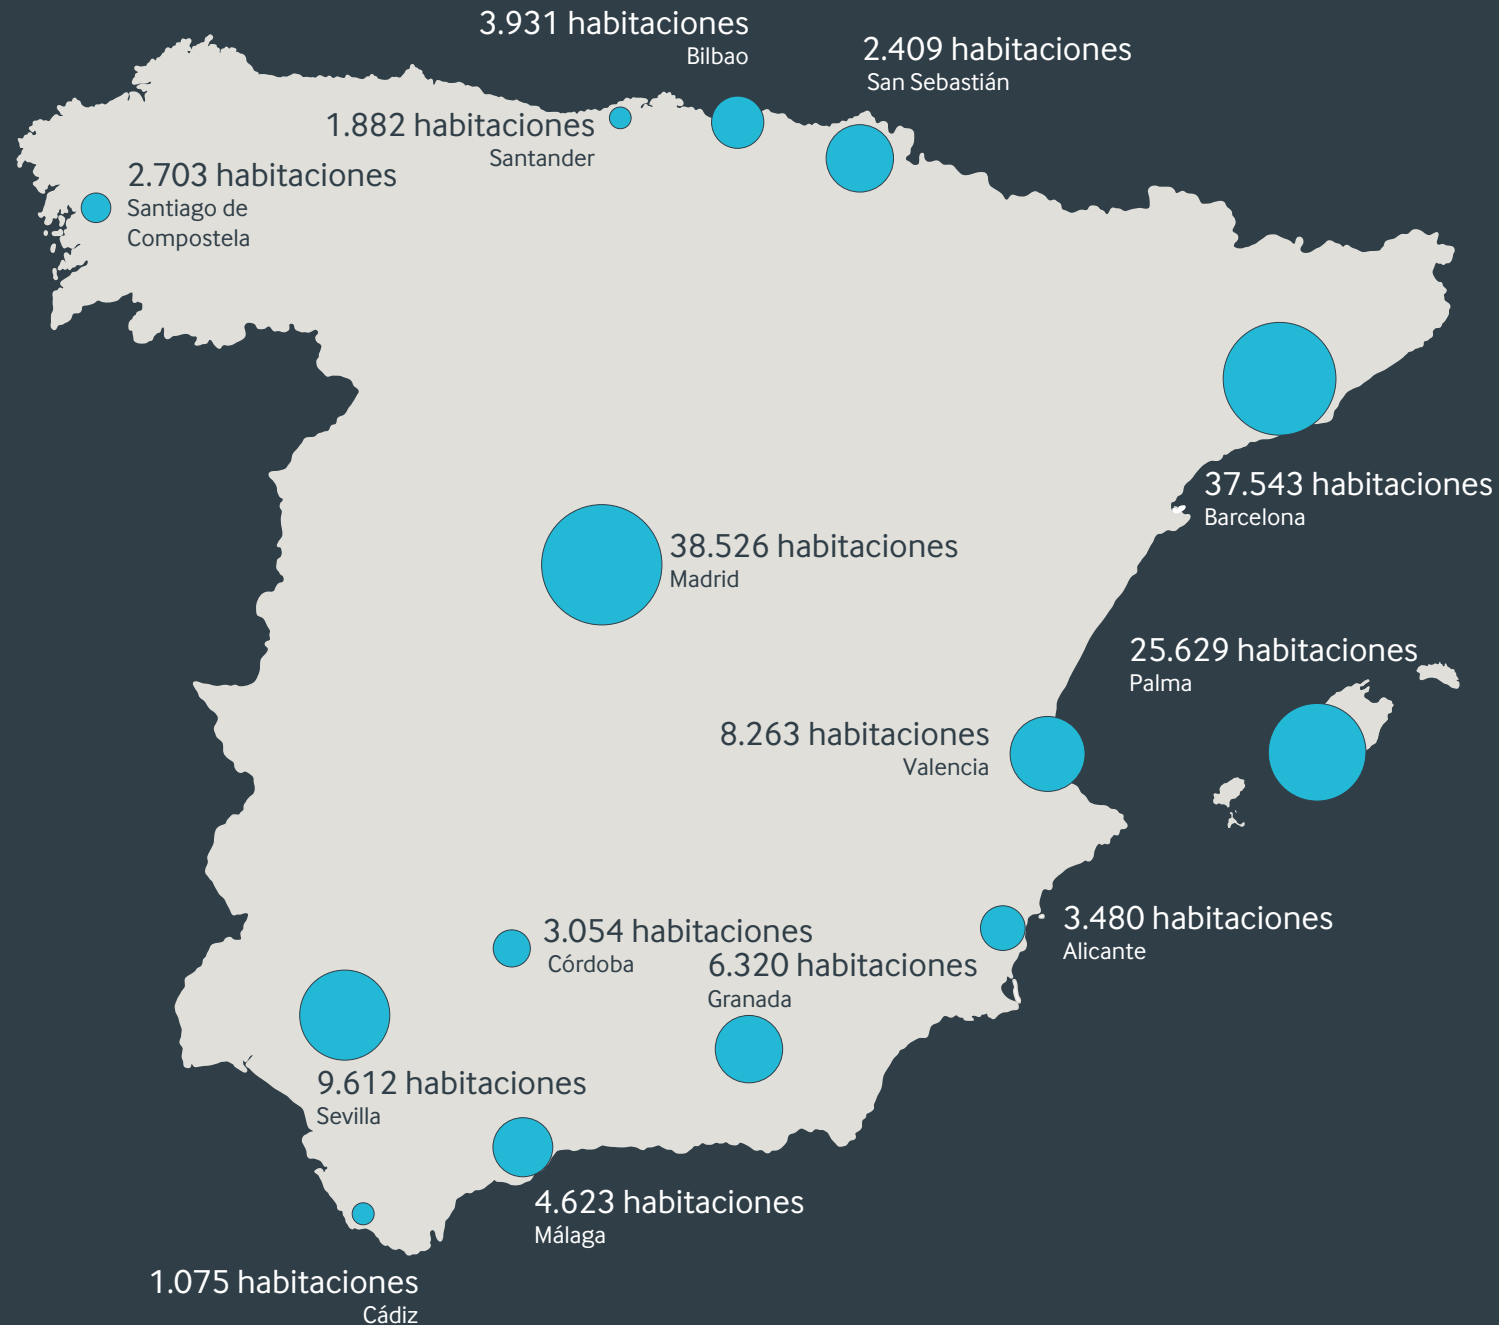 3.931 habitaciones
Bilbao
2.409 habitaciones
San Sebastián
1.882 habitaciones
Santander
2.703 habitaciones
Santiago de
Compostela
37.543 habitaciones
Barcelona
38.526 habitaciones
Madrid
25.629 habitaciones
Palma
8.263 habitaciones
Valencia
3.480 habitaciones
Alicante
3.054 habitaciones
Córdoba
6.320 habitaciones
Granada
9.612 habitaciones
Sevilla
4.623 habitaciones
Málaga
1.075 habitaciones
Cádiz